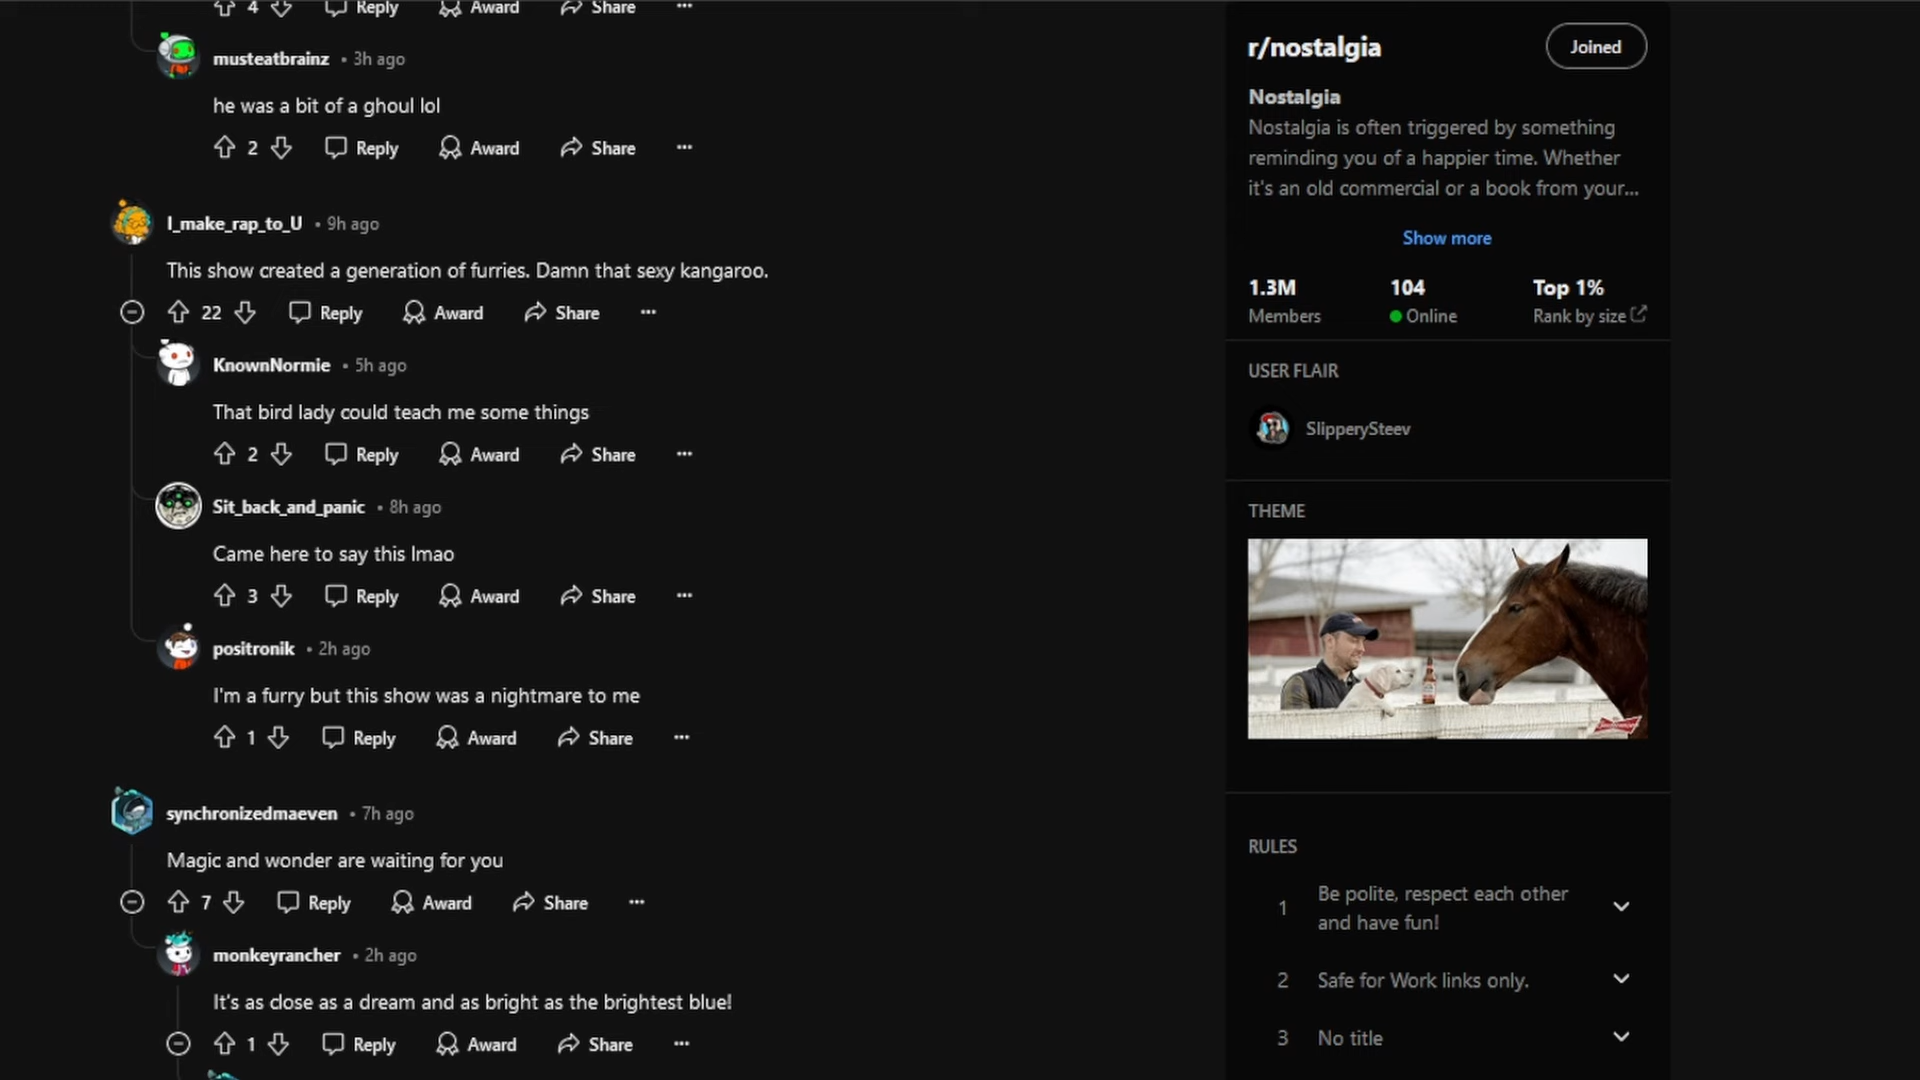 4 Reply Award Share
musteatbrainz • 3h ago
he was a bit of a ghoul lol
2 Reply Award Share
I_make_rap_to_U • 9h ago
This show created a generation of furries. Damn that sexy kangaroo.
22 Reply Award Share
KnownNormie • 5h ago
That bird lady could teach me some things
2 Reply Award Share
Sit_back_and_panic • 8h ago
Came here to say this lmao
3 Reply Award Share
positronik • 2h ago
I'm a furry but this show was a nightmare to me
1 Reply Award Share
synchronizedmaeven • 7h ago
Magic and wonder are waiting for you
7 Reply Award Share
monkeyrancher • 2h ago
It's as close as a dream and as bright as the brightest blue!
1 Reply Award Share
r/nostalgia
Joined
Nostalgia
Nostalgia is often triggered by something
reminding you of a happier time. Whether
it's an old commercial or a book from your...
Show more
1.3M 104 Top 1%
Members Online Rank by size
USER FLAIR
SlipperySteev
THEME
RULES
1 Be polite, respect each other
and have fun!
2 Safe for Work links only.
3 No title